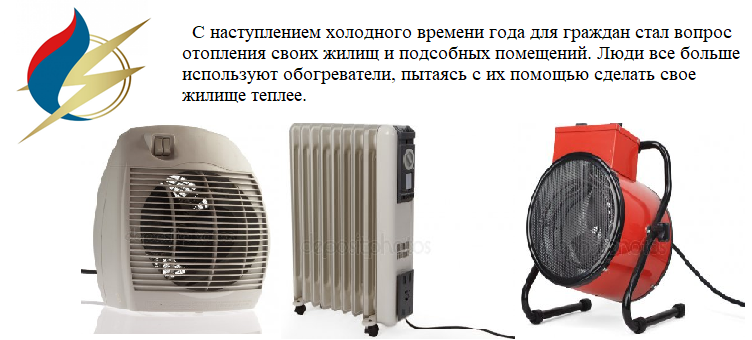 С наступлением холодного времени года для граждан стал вопрос
отопления своих жилищ и подсобных помещений. Люди все больше
используют обогреватели, пытаясь с их помощью сделать свое
жилище теплее.
depositphotos